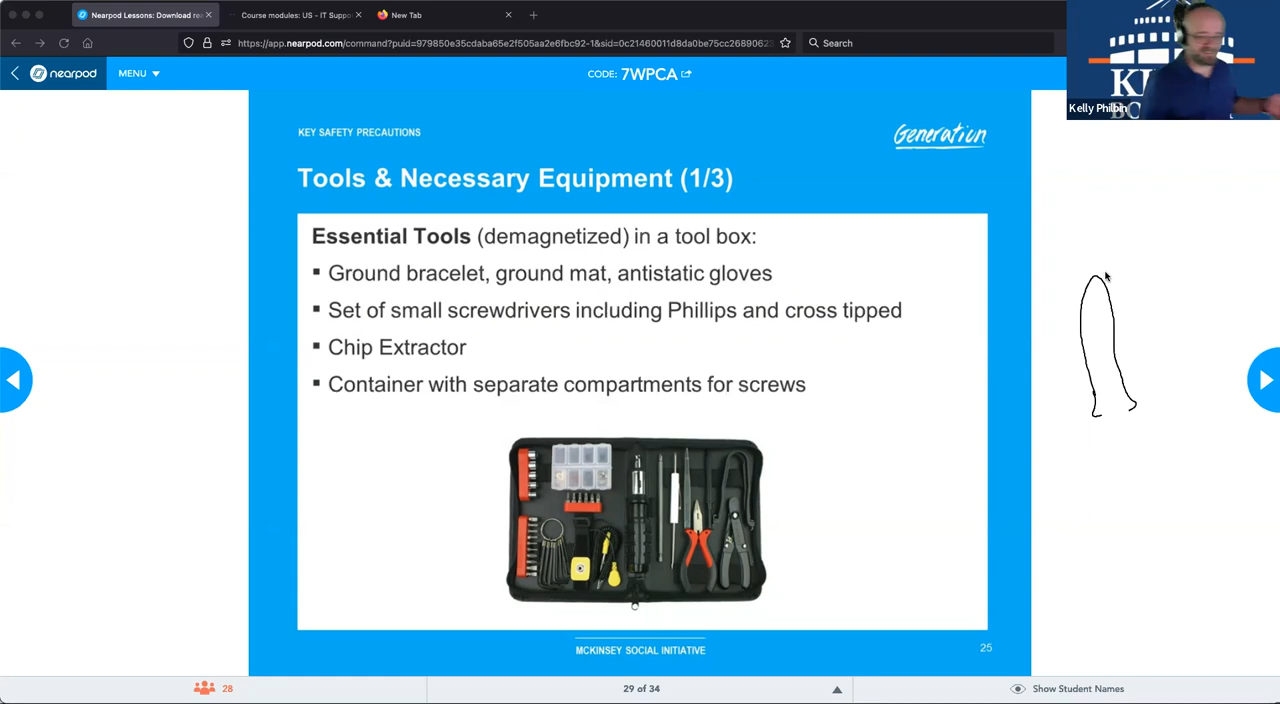 Nearpod Lessons: Download rea
Course modules: US - IT Suppo
New Tab
https://app.nearpod.com/command?puid=979850e35cdaba65e2f505aa2e6fbc92-1&sid=0c21460011d8da0be75cc26890623
Search
nearpod
MENU
CODE: 7WPCA
Kelly Philbin
KEY SAFETY PRECAUTIONS
Generation
Tools & Necessary Equipment (1/3)
Essential Tools (demagnetized) in a tool box:
▪ Ground bracelet, ground mat, antistatic gloves
▪ Set of small screwdrivers including Phillips and cross tipped
▪ Chip Extractor
▪ Container with separate compartments for screws
MCKINSEY SOCIAL INITIATIVE
25
28
29 of 34
Show Student Names